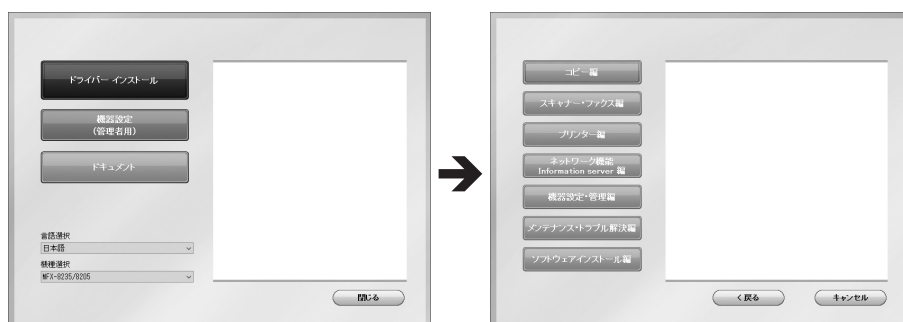 ドライバー インストール
機器設定
(管理者用)
ドキュメント
言語選択
日本語
機種選択
MFX-8235/8205
閉じる
コピー編
スキャナー・ファクス編
プリンター編
ネットワーク機能
Information server 編
機器設定・管理編
メンテナンス・トラブル解決編
ソフトウェアインストール編
< 戻る
キャンセル